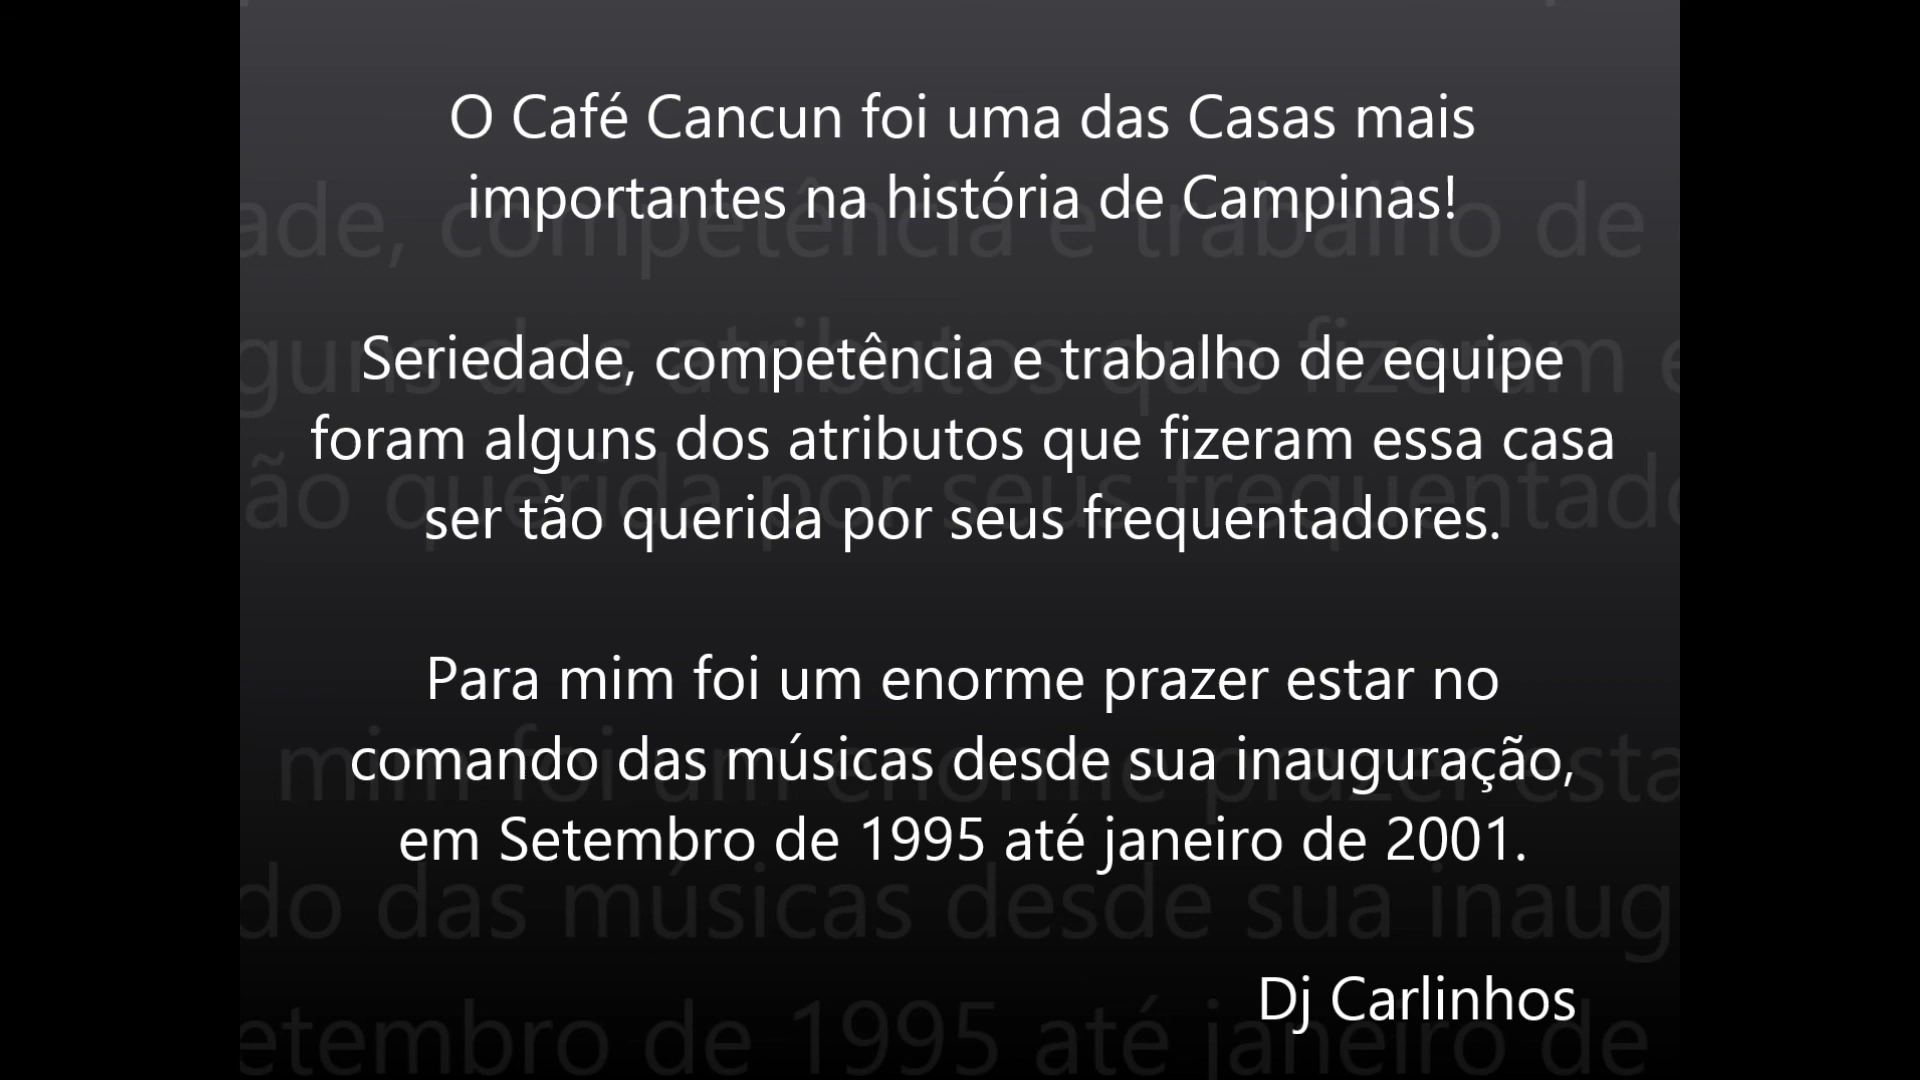 O Café Cancun foi uma das Casas mais
importantes na história de Campinas!
Seriedade, competência e trabalho de equipe
foram alguns dos atributos que fizeram essa casa
ser tão querida por seus frequentadores.
Para mim foi um enorme prazer estar no
comando das músicas desde sua inauguração,
em Setembro de 1995 até janeiro de 2001.
Dj Carlinhos